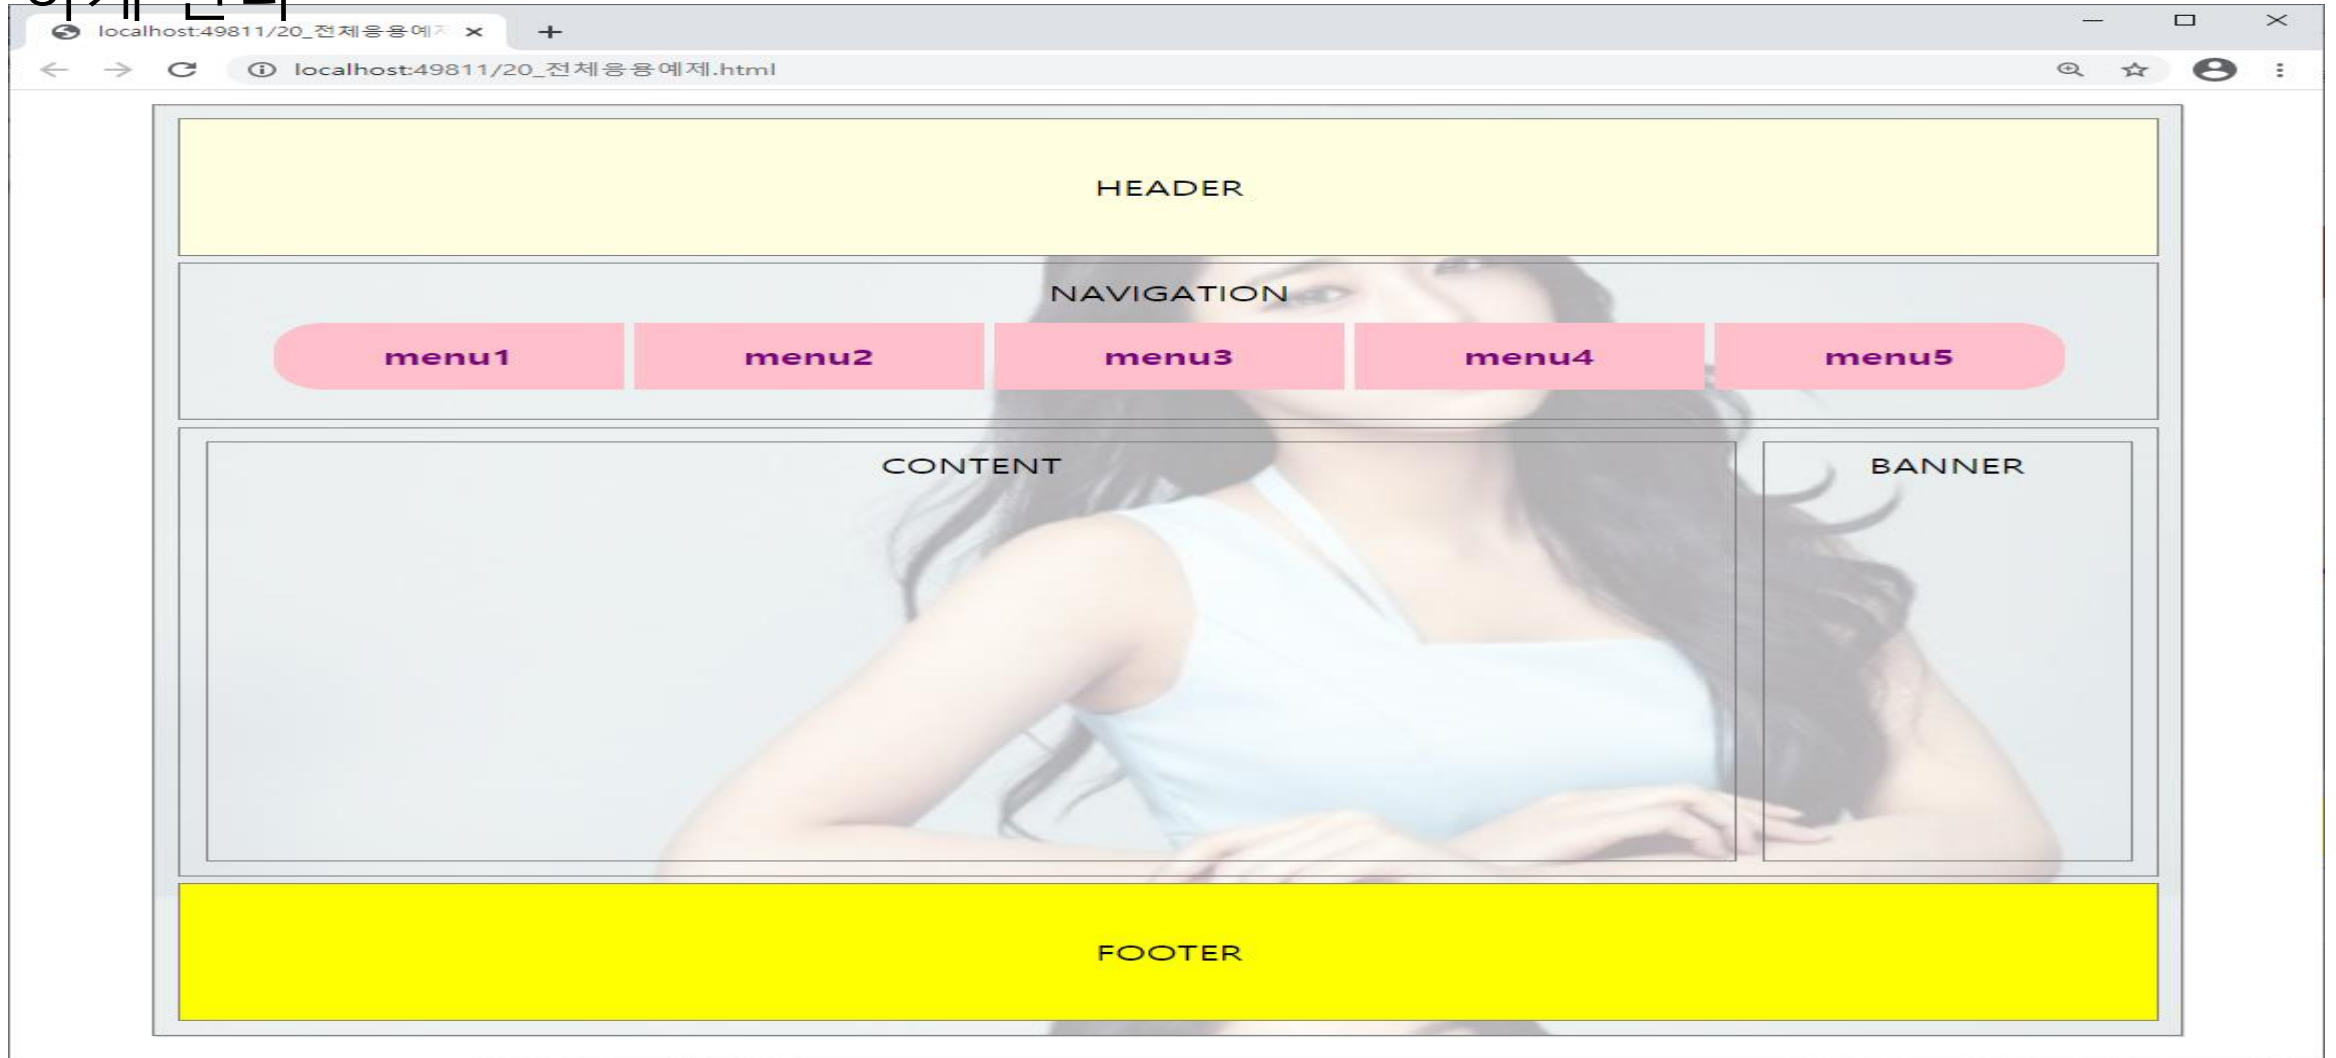 localhost:49811/20_전체응용예
localhost:49811/20_전체응용예제.html
HEADER
NAVIGATION
menu1 menu2 menu3 menu4 menu5
CONTENT BANNER
FOOTER